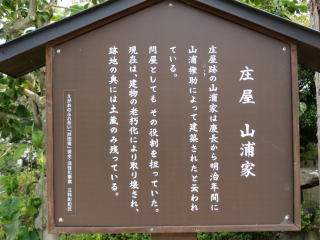 庄屋 山浦家
庄屋跡の山浦家は慶長から明治年間に
山浦権助によって建築されたと云われ
ている。
問屋としても その役割を担っていた。
現在は、建物の老朽化により取り壊され、
跡地の奥には土蔵のみ残っている。